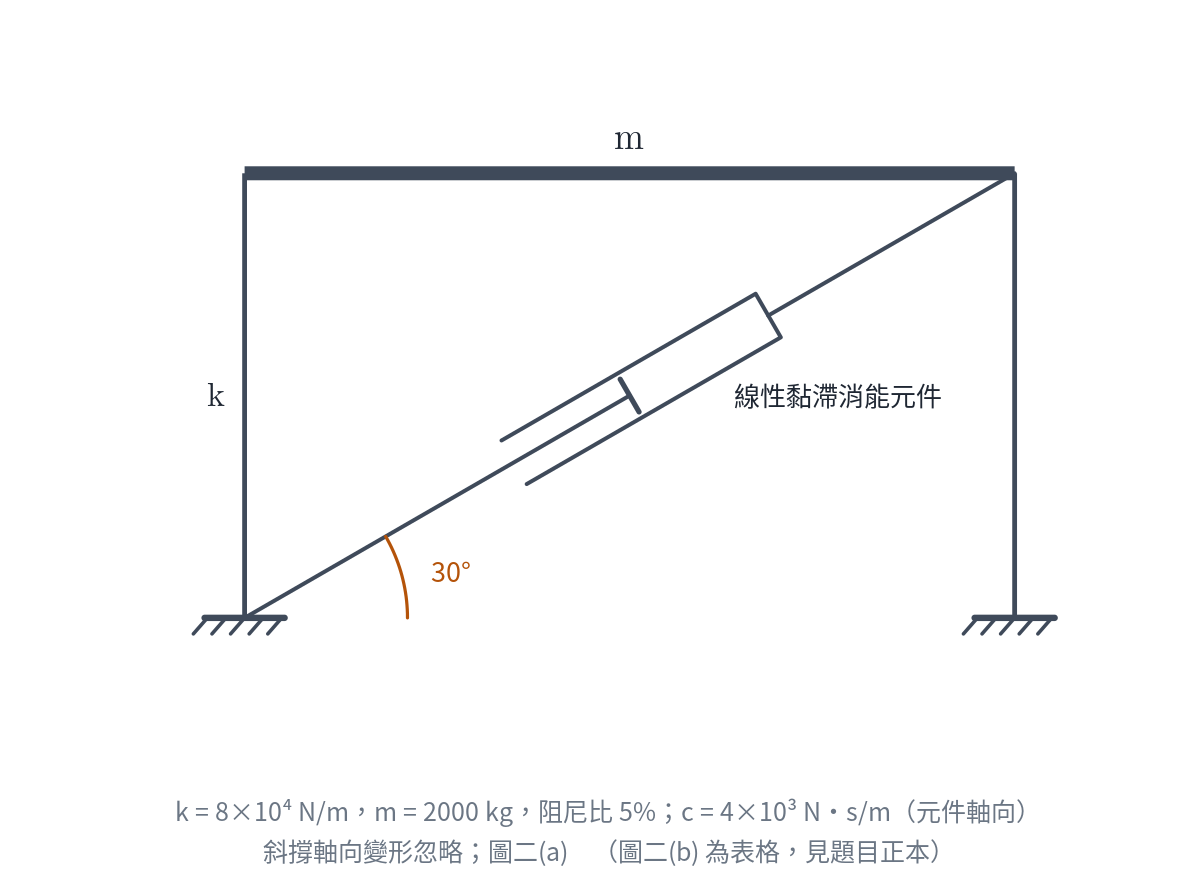 m
k
線性黏滯消能元件
30°
k = 8×10⁴ N/m，m = 2000 kg，阻尼比 5%；c = 4×10³ N・s/m（元件軸向）
斜撐軸向變形忽略；圖二(a)　（圖二(b) 為表格，見題目正本）